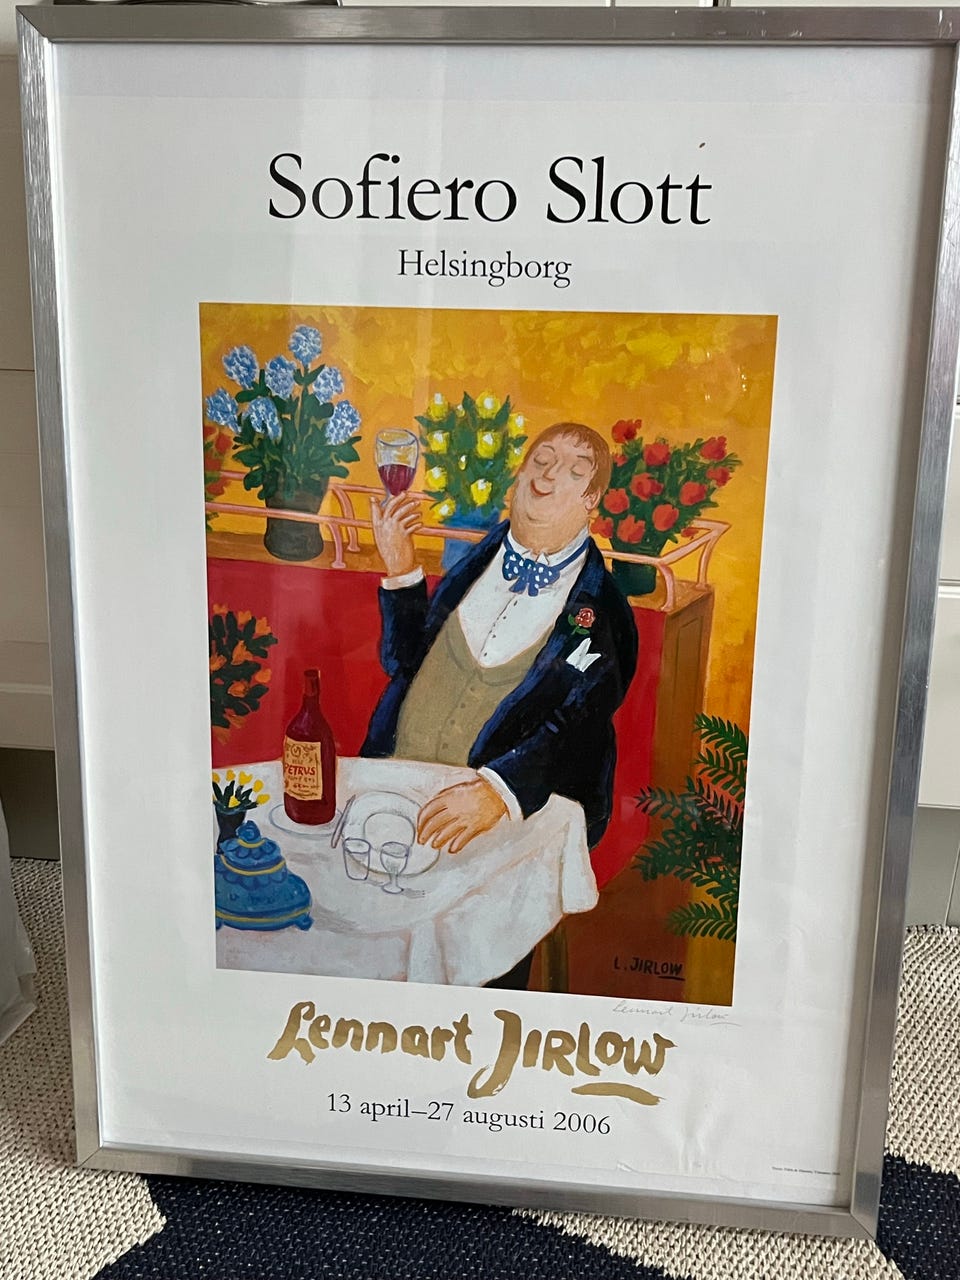 Sofiero Slott
Helsingborg
PETRUS
L. JIRLOW
Lennart Jirlow
Lennart JIRLOW
13 april–27 augusti 2006